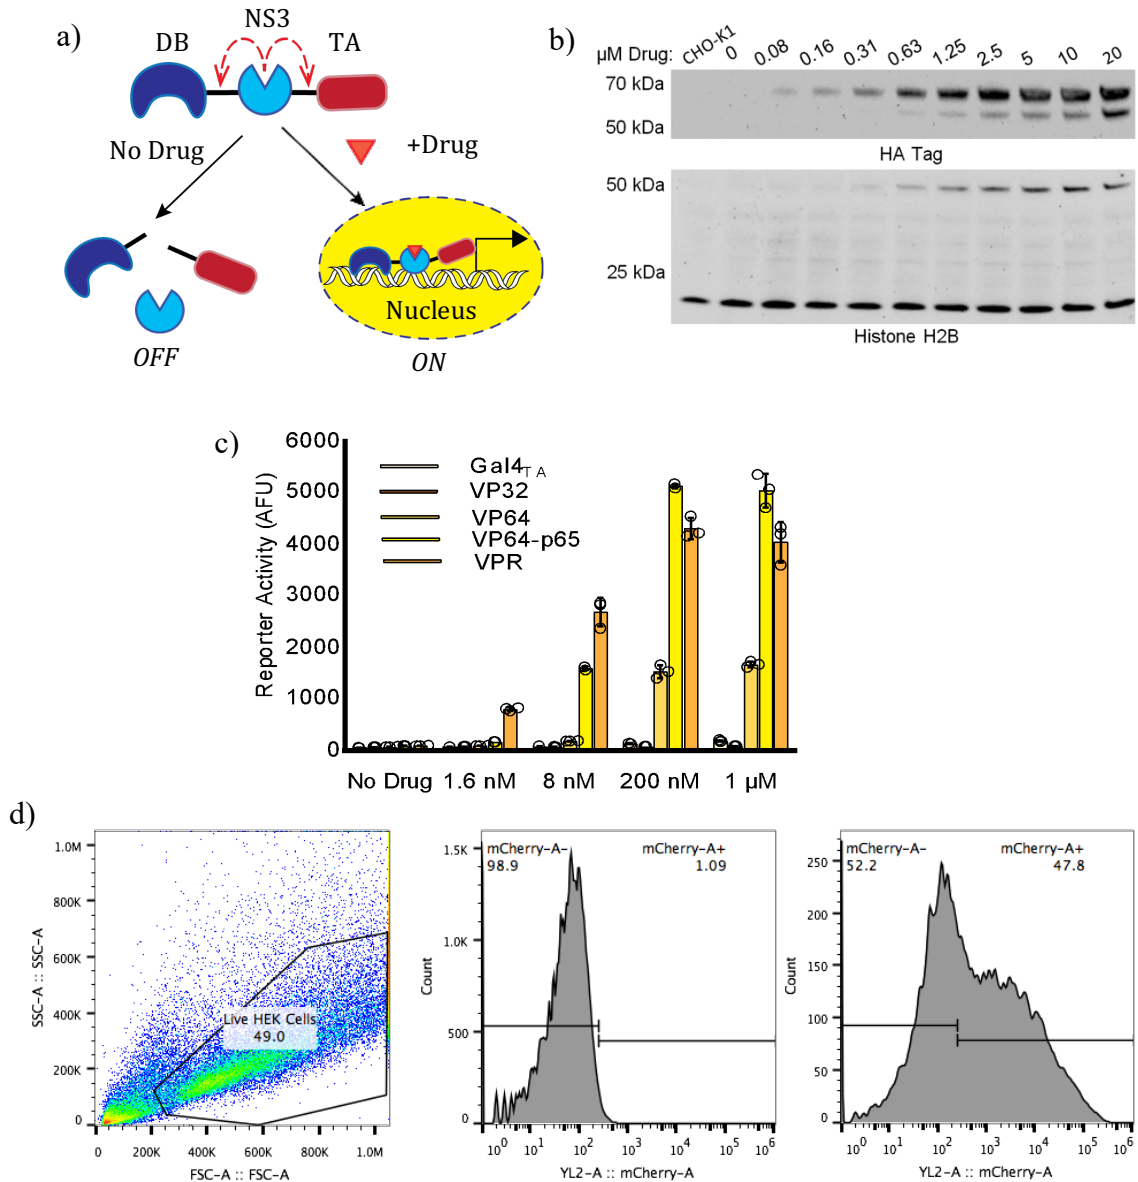 a)
NS3
DB
TA
No Drug
+Drug
OFF
Nucleus
ON
b)
µM Drug: CHO-K1 0 0.08 0.16 0.31 0.63 1.25 2.5 5 10 20
70 kDa
50 kDa
HA Tag
50 kDa
25 kDa
Histone H2B
c)
Reporter Activity (AFU)
6000
5000
4000
3000
2000
1000
0
Gal4TA
VP32
VP64
VP64-p65
VPR
No Drug 1.6 nM 8 nM 200 nM 1 µM
d)
SSC-A :: SSC-A
1.0M
800K
600K
400K
200K
0
Live HEK Cells
49.0
0 200K 400K 600K 800K 1.0M
FSC-A :: FSC-A
Count
1.5K
1.0K
500
0
mCherry-A- mCherry-A+
98.9 1.09
10^0 10^1 10^2 10^3 10^4 10^5 10^6
YL2-A :: mCherry-A
Count
250
200
150
100
50
0
mCherry-A- mCherry-A+
52.2 47.8
10^0 10^1 10^2 10^3 10^4 10^5 10^6
YL2-A :: mCherry-A